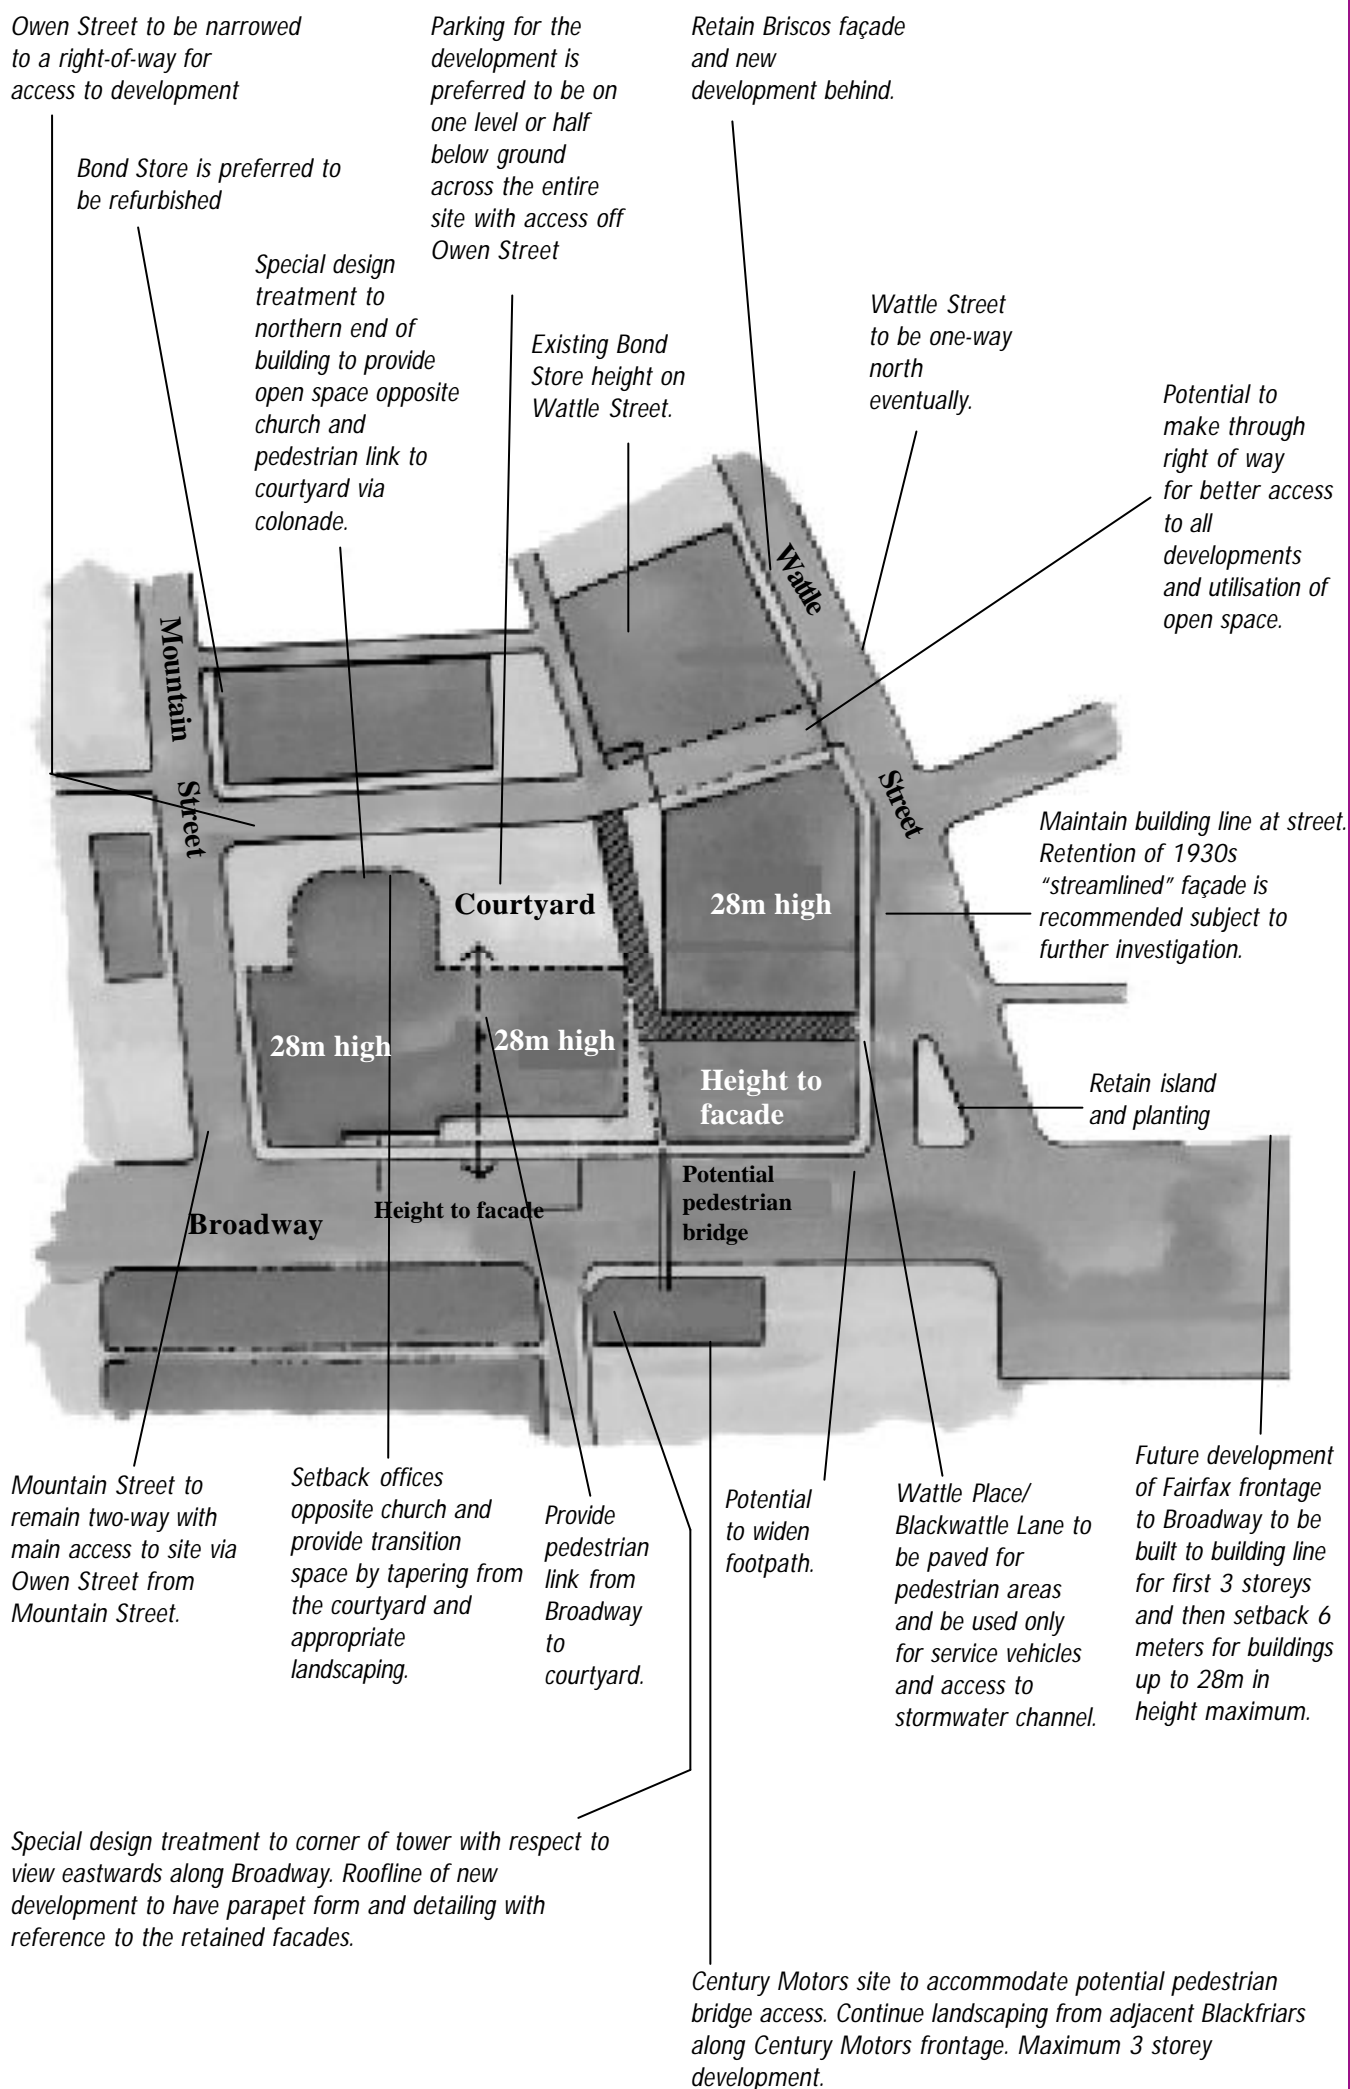 Owen Street to be narrowed
to a right-of-way for
access to development
Parking for the
development is
preferred to be on
one level or half
below ground
across the entire
site with access off
Owen Street
Retain Briscos façade
and new
development behind.
Bond Store is preferred to
be refurbished
Special design
treatment to
northern end of
building to provide
open space opposite
church and
pedestrian link to
courtyard via
colonade.
Existing Bond
Store height on
Wattle Street.
Wattle Street
to be one-way
north
eventually.
Potential to
make through
right of way
for better access
to all
developments
and utilisation of
open space.
Wattle
Street
Mountain
Street
Maintain building line at street.
Retention of 1930s
“streamlined” façade is
recommended subject to
further investigation.
Courtyard
28m high
28m high
28m high
Height to
facade
Retain island
and planting
Broadway
Height to facade
Potential
pedestrian
bridge
Mountain Street to
remain two-way with
main access to site via
Owen Street from
Mountain Street.
Setback offices
opposite church and
provide transition
space by tapering from
the courtyard and
appropriate
landscaping.
Provide
pedestrian
link from
Broadway
to
courtyard.
Potential
to widen
footpath.
Wattle Place/
Blackwattle Lane to
be paved for
pedestrian areas
and be used only
for service vehicles
and access to
stormwater channel.
Future development
of Fairfax frontage
to Broadway to be
built to building line
for first 3 storeys
and then setback 6
meters for buildings
up to 28m in
height maximum.
Special design treatment to corner of tower with respect to
view eastwards along Broadway. Roofline of new
development to have parapet form and detailing with
reference to the retained facades.
Century Motors site to accommodate potential pedestrian
bridge access. Continue landscaping from adjacent Blackfriars
along Century Motors frontage. Maximum 3 storey
development.